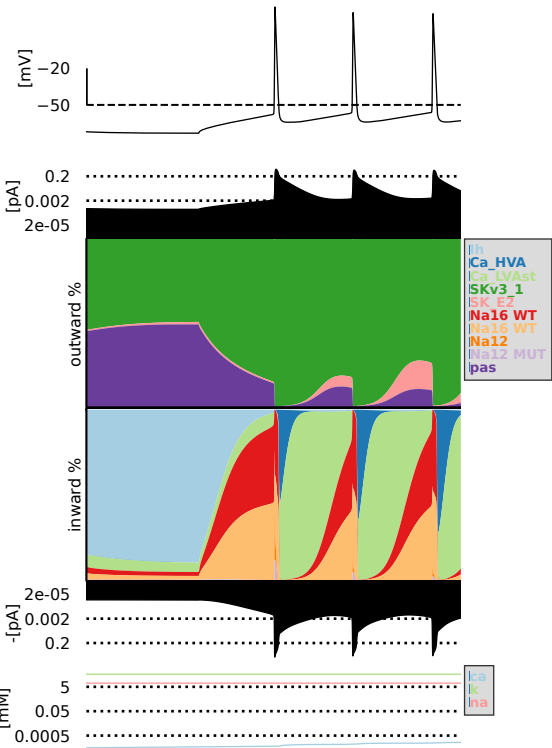 [mV]
−20
−50
[pA]
0.2
0.002
2e-05
outward %
Ih
Ca_HVA
Ca_LVAst
SKv3_1
SK_E2
Na16 WT
Na16 WT
Na12
Na12 MUT
pas
inward %
-[pA]
2e-05
0.002
0.2
[mM]
5
0.05
0.0005
ca
k
na